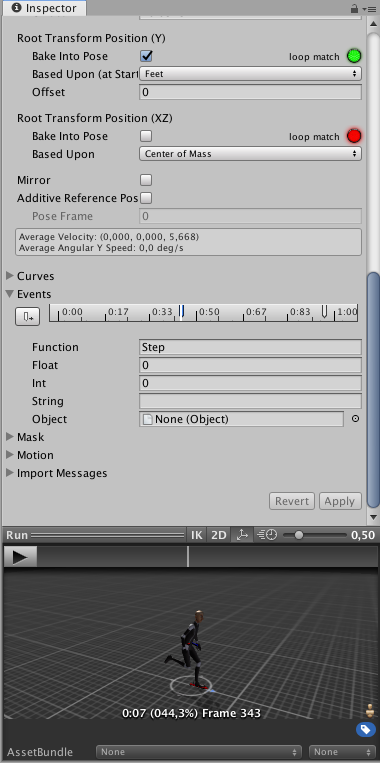 Inspector
Root Transform Position (Y)
Bake Into Pose loop match
Based Upon (at Start Feet
Offset 0
Root Transform Position (XZ)
Bake Into Pose loop match
Based Upon Center of Mass
Mirror
Additive Reference Pos
Pose Frame 0
Average Velocity: (0,000, 0,000, 5,668)
Average Angular Y Speed: 0,0 deg/s
Curves
Events
0:00 0:17 0:33 0:50 0:67 0:83 1:00
Function Step
Float 0
Int 0
String
Object None (Object)
Mask
Motion
Import Messages
Revert Apply
Run IK 2D 0,50
0:07 (044,3%) Frame 343
AssetBundle None None